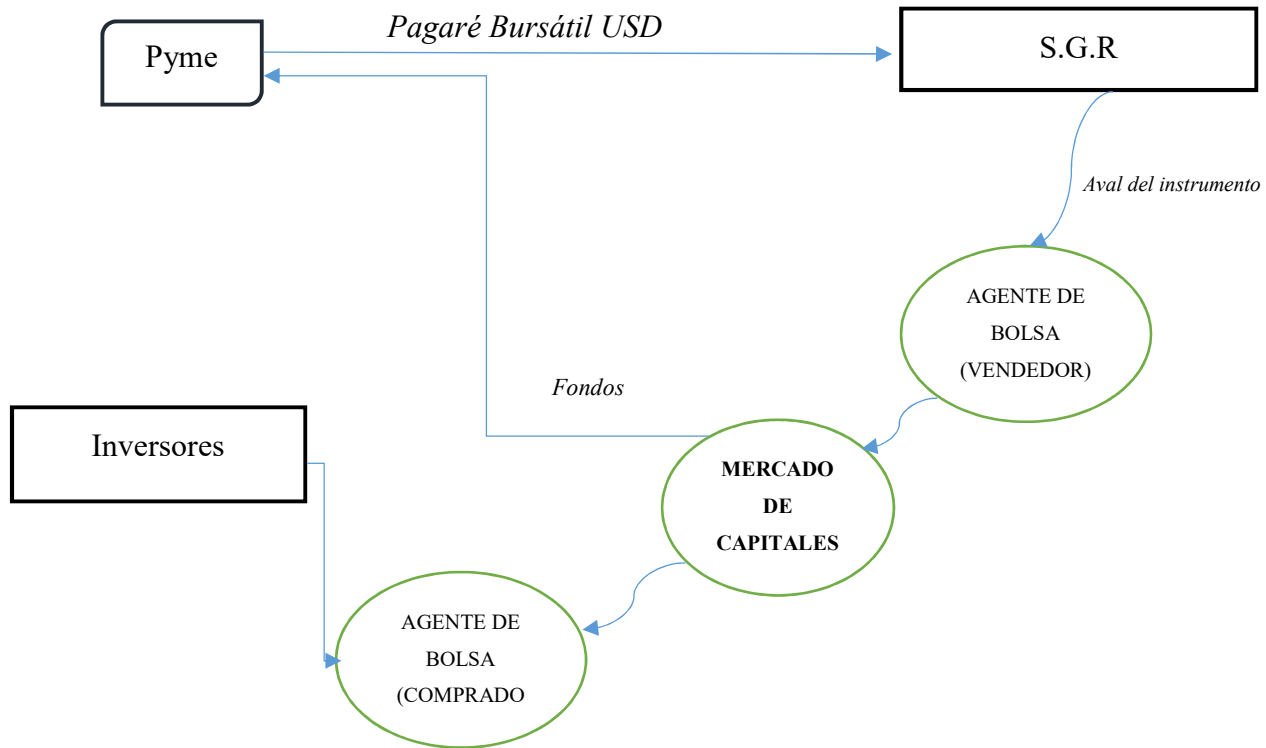 Pagaré Bursátil USD
Pyme
S.G.R
Aval del instrumento
AGENTE DE
BOLSA
(VENDEDOR)
Fondos
Inversores
MERCADO
DE
CAPITALES
AGENTE DE
BOLSA
(COMPRADO